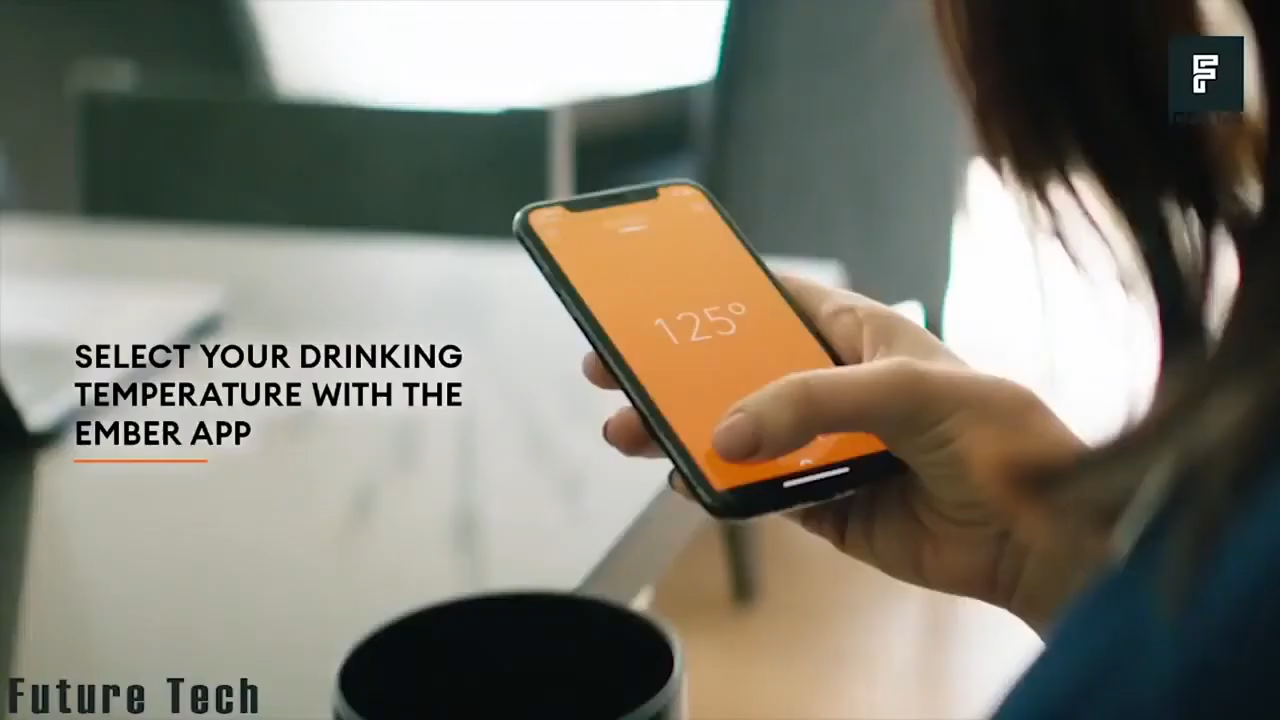 125°
SELECT YOUR DRINKING
TEMPERATURE WITH THE
EMBER APP
Future Tech